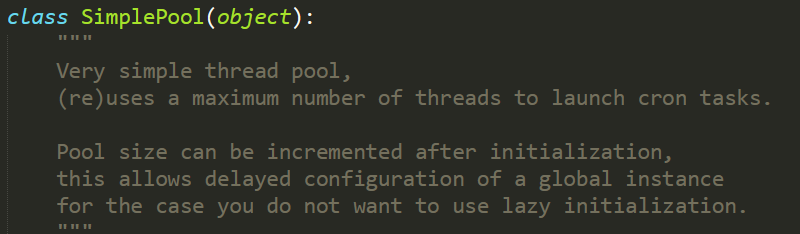 class SimplePool(object):
"""
Very simple thread pool,
(re)uses a maximum number of threads to launch cron tasks.
Pool size can be incremented after initialization,
this allows delayed configuration of a global instance
for the case you do not want to use lazy initialization.
"""